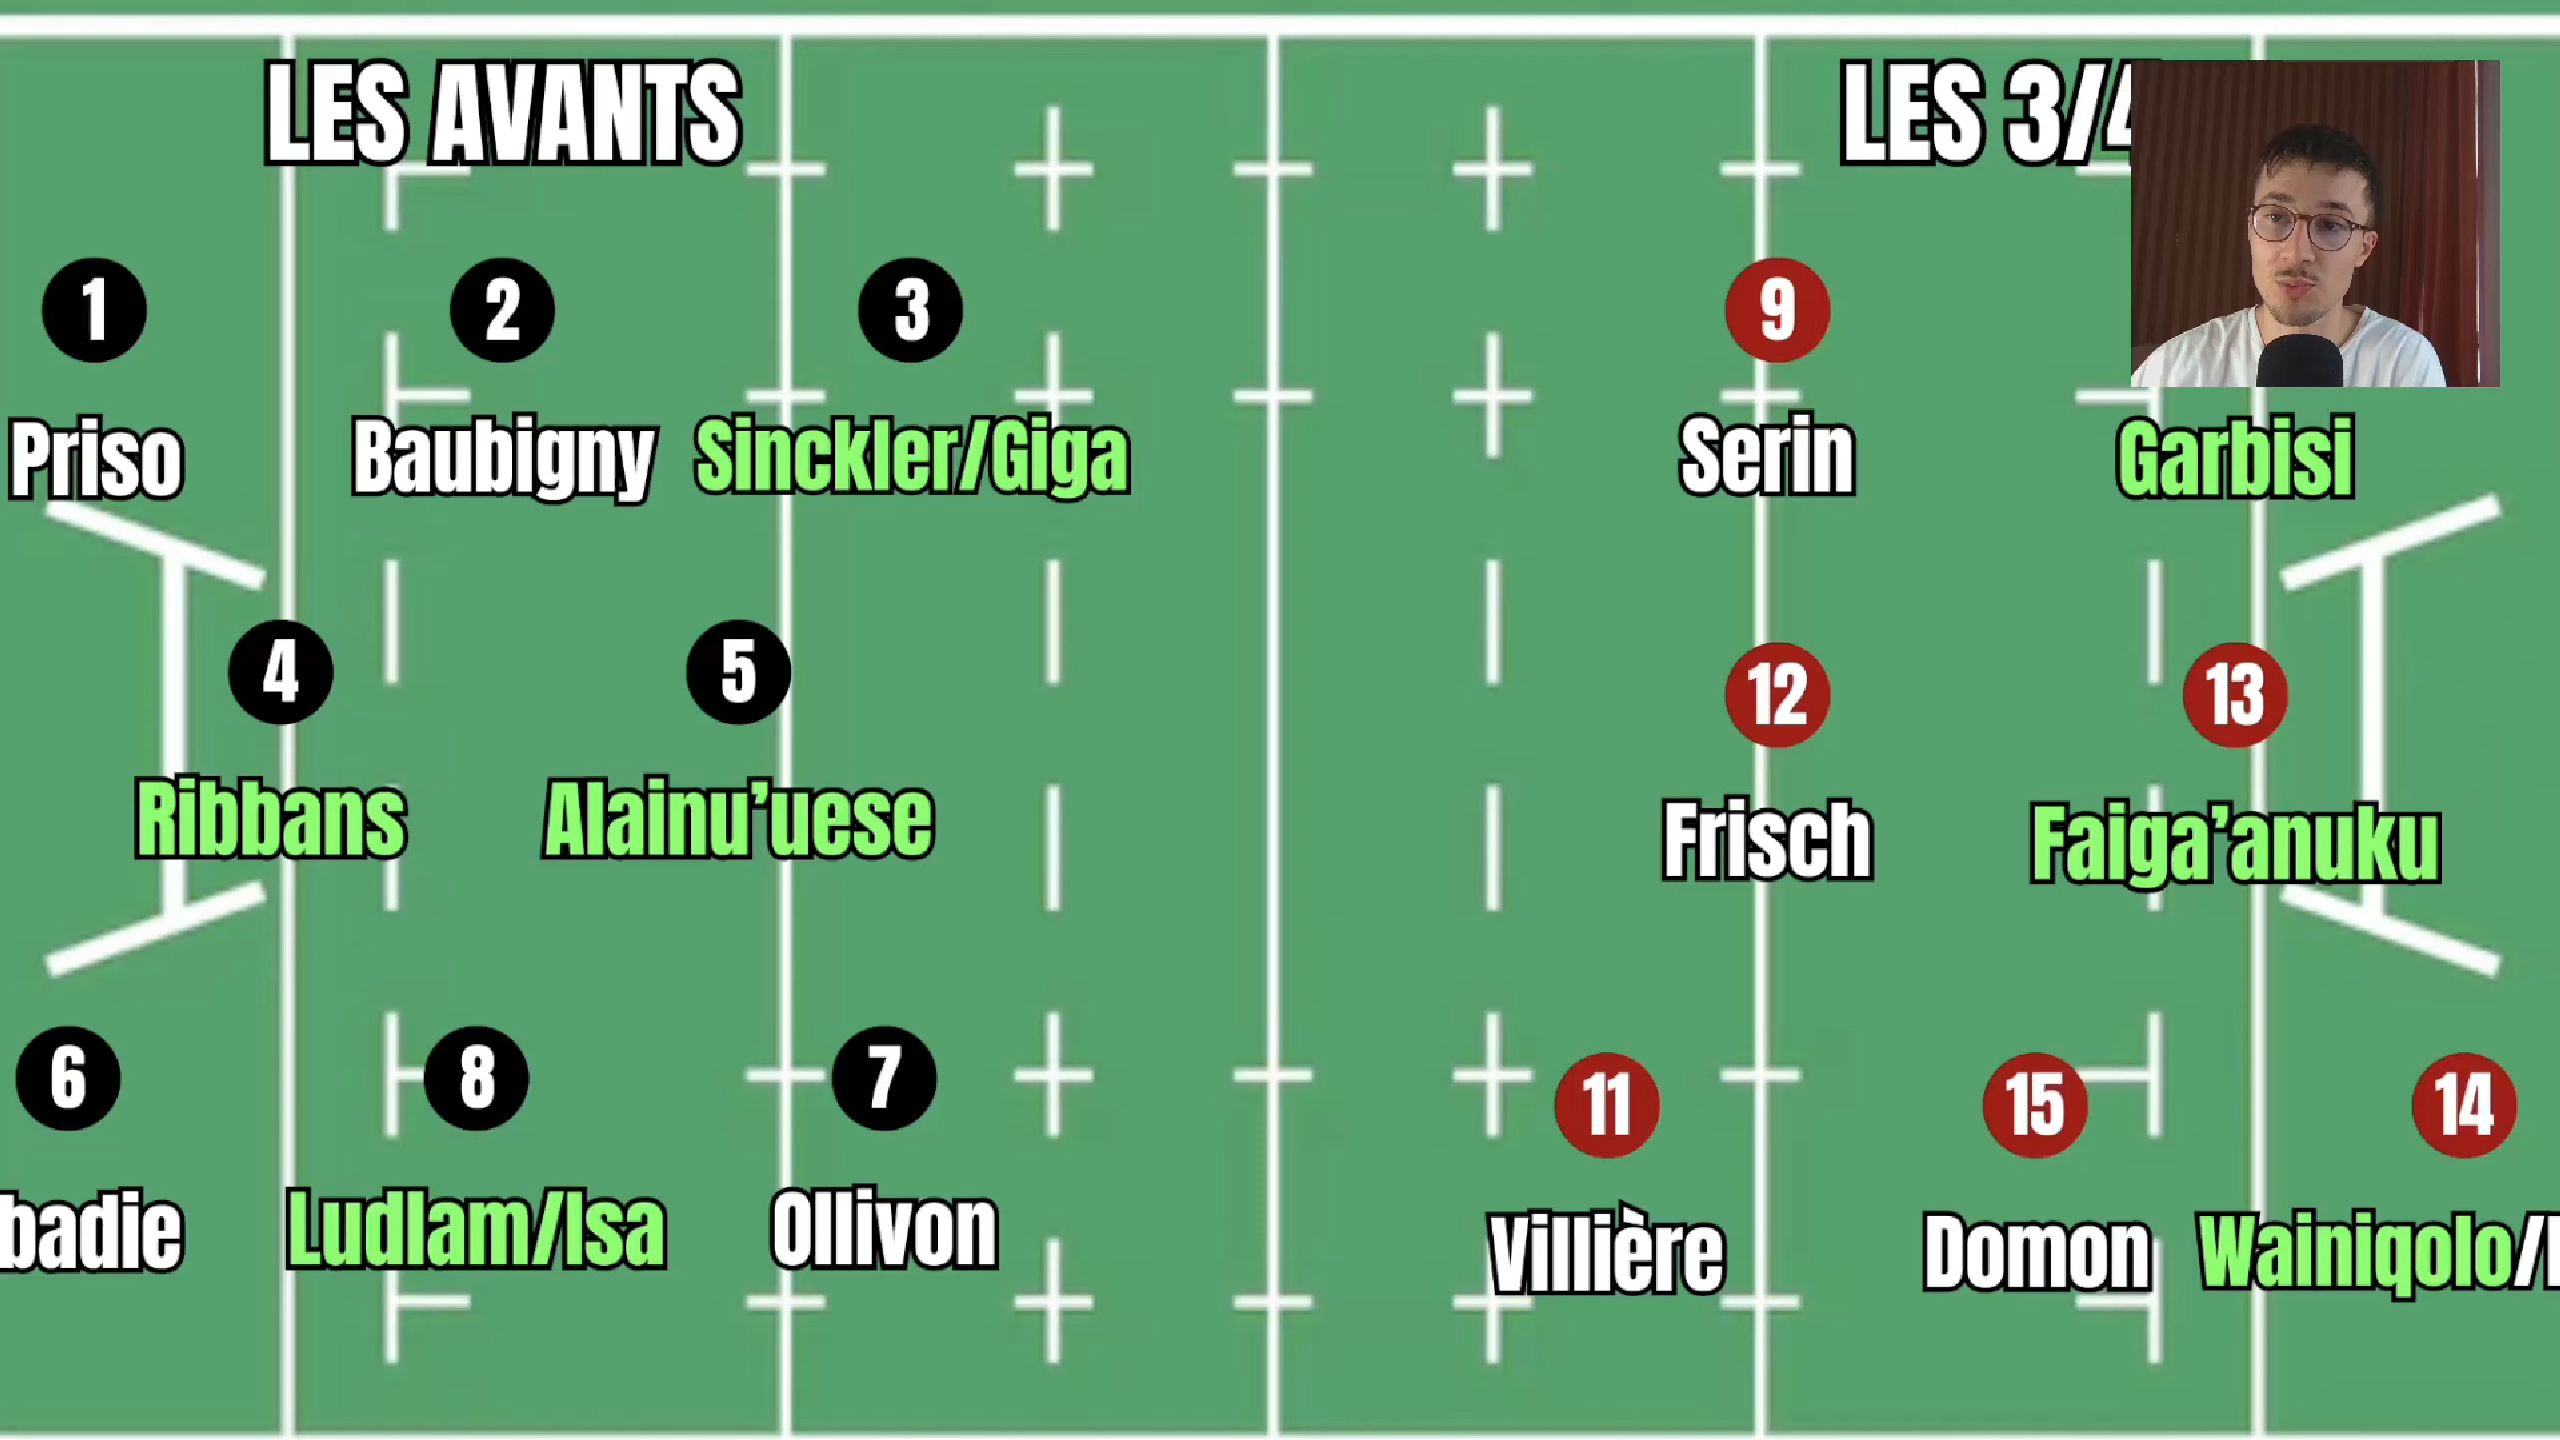 LES AVANTS
LES 3/4
1 2 3
Priso Baubigny Sinckler/Giga
4 5
Ribbans Alainu'uese
6 8 7
badie Ludlam/Isa Ollivon
9
Serin Garbisi
12 13
Frisch Faiga'anuku
11 15 14
Villière Domon Wainiqolo/